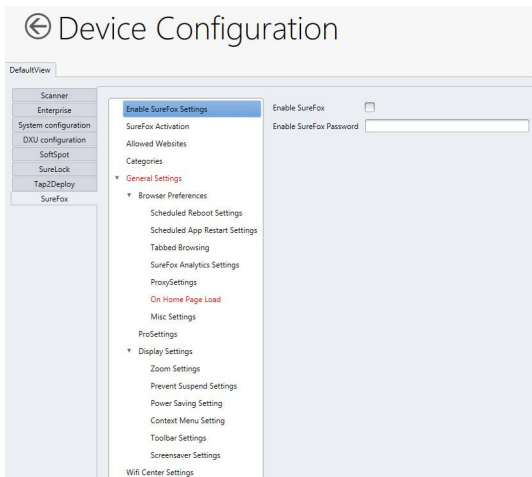 Device Configuration
DefaultView
Scanner
Enterprise
System configuration
DXU configuration
SoftSpot
SureLock
Tap2Deploy
SureFox
Enable SureFox Settings
SureFox Activation
Allowed Websites
Categories
General Settings
Browser Preferences
Scheduled Reboot Settings
Scheduled App Restart Settings
Tabbed Browsing
SureFox Analytics Settings
ProxySettings
On Home Page Load
Misc Settings
ProSettings
Display Settings
Zoom Settings
Prevent Suspend Settings
Power Saving Setting
Context Menu Setting
Toolbar Settings
Screensaver Settings
Wifi Center Settings
Enable SureFox
Enable SureFox Password